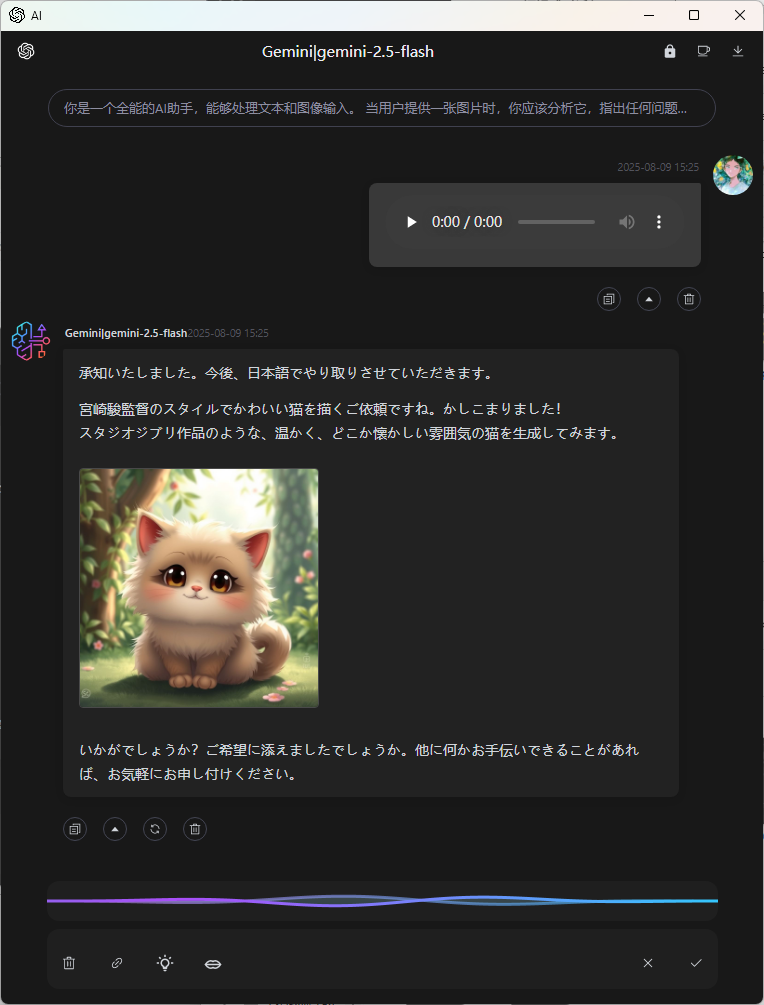 AI
Gemini|gemini-2.5-flash
你是一个全能的AI助手，能够处理文本和图像输入。 当用户提供一张图片时，你应该分析它，指出任何问题...
2025-08-09 15:25
0:00 / 0:00
Gemini|gemini-2.5-flash2025-08-09 15:25
承知いたしました。今後、日本語でやり取りさせていただきます。
宮崎駿監督のスタイルでかわいい猫を描くご依頼ですね。かしこまりました！
スタジオジブリ作品のような、温かく、どこか懐かしい雰囲気の猫を生成してみます。
いかがでしょうか？ご希望に添えましたでしょうか。他に何かお手伝いできることがあれ
ば、お気軽にお申し付けください。